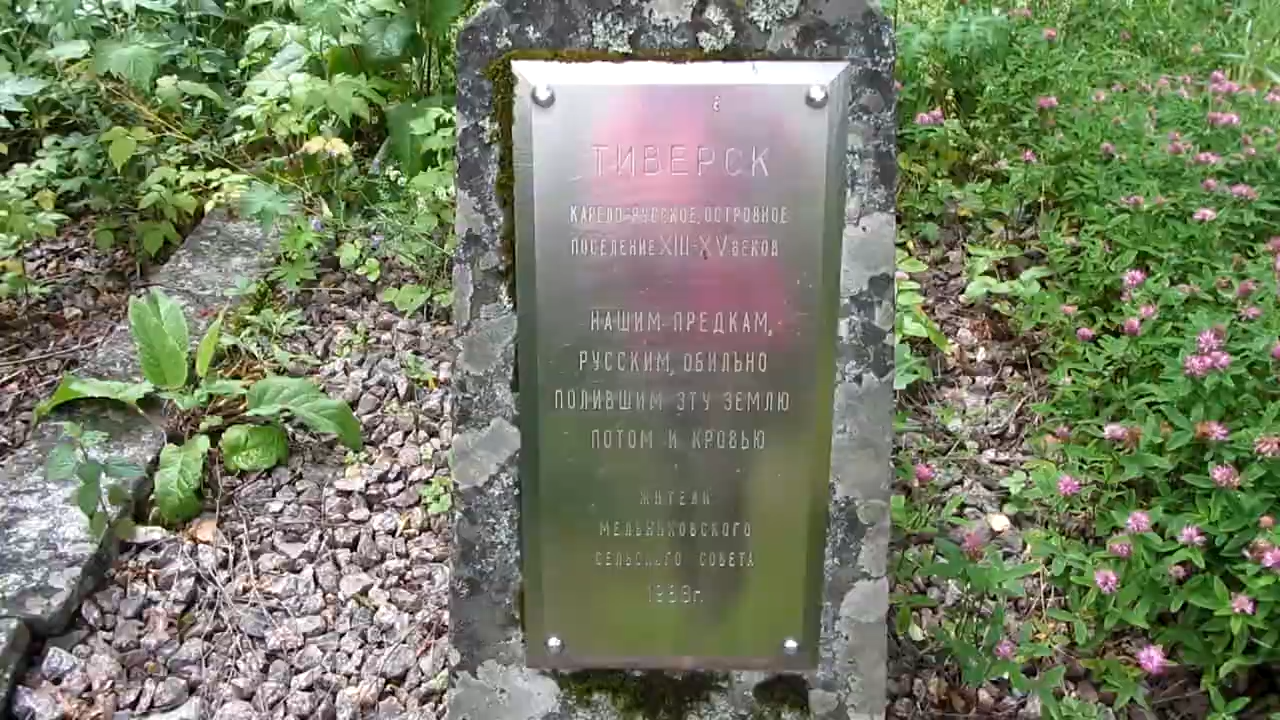 ТИВЕРСК
КАРЕЛО-РУССКОЕ, ОСТРОВНОЕ
ПОСЕЛЕНИЕ XIII-XV ВЕКОВ
НАШИМ ПРЕДКАМ,
РУССКИМ, ОБИЛЬНО
ПОЛИВШИМ ЭТУ ЗЕМЛЮ
ПОТОМ И КРОВЬЮ
ЖИТЕЛИ
МЕЛЬНИКОВСКОГО
СЕЛЬСКОГО СОВЕТА